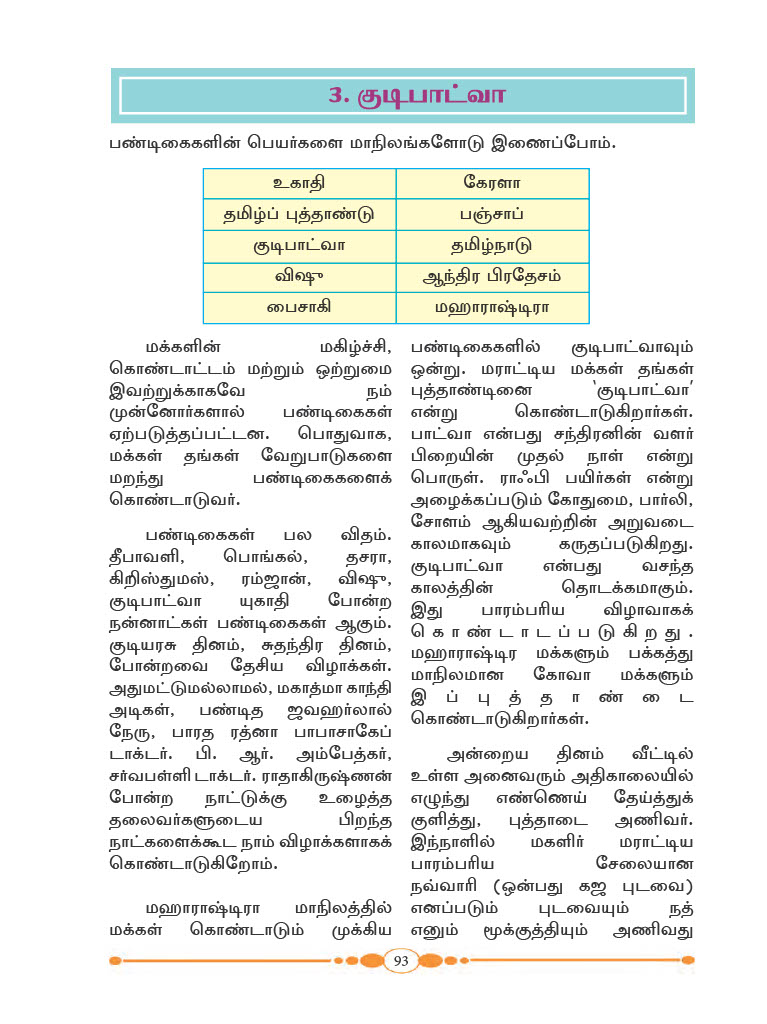 3. குடிபாட்வா
பண்டிகைகளின் பெயர்களை மாநிலங்களோடு இணைப்போம்.
உகாதி கேரளா
தமிழ்ப் புத்தாண்டு பஞ்சாப்
குடிபாட்வா தமிழ்நாடு
விஷு ஆந்திர பிரதேசம்
பைசாகி மஹாராஷ்டிரா
மக்களின் மகிழ்ச்சி,
கொண்டாட்டம் மற்றும் ஒற்றுமை
இவற்றுக்காகவே நம்
முன்னோர்களால் பண்டிகைகள்
ஏற்படுத்தப்பட்டன. பொதுவாக,
மக்கள் தங்கள் வேறுபாடுகளை
மறந்து பண்டிகைகளைக்
கொண்டாடுவர்.
பண்டிகைகள் பல விதம்.
தீபாவளி, பொங்கல், தசரா,
கிறிஸ்துமஸ், ரம்ஜான், விஷு,
குடிபாட்வா யுகாதி போன்ற
நன்னாட்கள் பண்டிகைகள் ஆகும்.
குடியரசு தினம், சுதந்திர தினம்,
போன்றவை தேசிய விழாக்கள்.
அதுமட்டுமல்லாமல், மகாத்மா காந்தி
அடிகள், பண்டித ஜவஹர்லால்
நேரு, பாரத ரத்னா பாபாசாகேப்
டாக்டர். பி. ஆர். அம்பேத்கர்,
சர்வபள்ளி டாக்டர். ராதாகிருஷ்ணன்
போன்ற நாட்டுக்கு உழைத்த
தலைவர்களுடைய பிறந்த
நாட்களைக்கூட நாம் விழாக்களாகக்
கொண்டாடுகிறோம்.
மஹாராஷ்டிரா மாநிலத்தில்
மக்கள் கொண்டாடும் முக்கிய
பண்டிகைகளில் குடிபாட்வாவும்
ஒன்று. மராட்டிய மக்கள் தங்கள்
புத்தாண்டினை ‘குடிபாட்வா’
என்று கொண்டாடுகிறார்கள்.
பாட்வா என்பது சந்திரனின் வளர்
பிறையின் முதல் நாள் என்று
பொருள். ராஃபி பயிர்கள் என்று
அழைக்கப்படும் கோதுமை, பார்லி,
சோளம் ஆகியவற்றின் அறுவடை
காலமாகவும் கருதப்படுகிறது.
குடிபாட்வா என்பது வசந்த
காலத்தின் தொடக்கமாகும்.
இது பாரம்பரிய விழாவாகக்
கொண்டாடப்படுகிறது.
மஹாராஷ்டிர மக்களும் பக்கத்து
மாநிலமான கோவா மக்களும்
இப்புத்தாண்டை
கொண்டாடுகிறார்கள்.
அன்றைய தினம் வீட்டில்
உள்ள அனைவரும் அதிகாலையில்
எழுந்து எண்ணெய் தேய்த்துக்
குளித்து, புத்தாடை அணிவர்.
இந்நாளில் மகளிர் மராட்டிய
பாரம்பரிய சேலையான
நவ்வாரி (ஒன்பது கஜ புடவை)
எனப்படும் புடவையும் நத்
எனும் மூக்குத்தியும் அணிவது
93